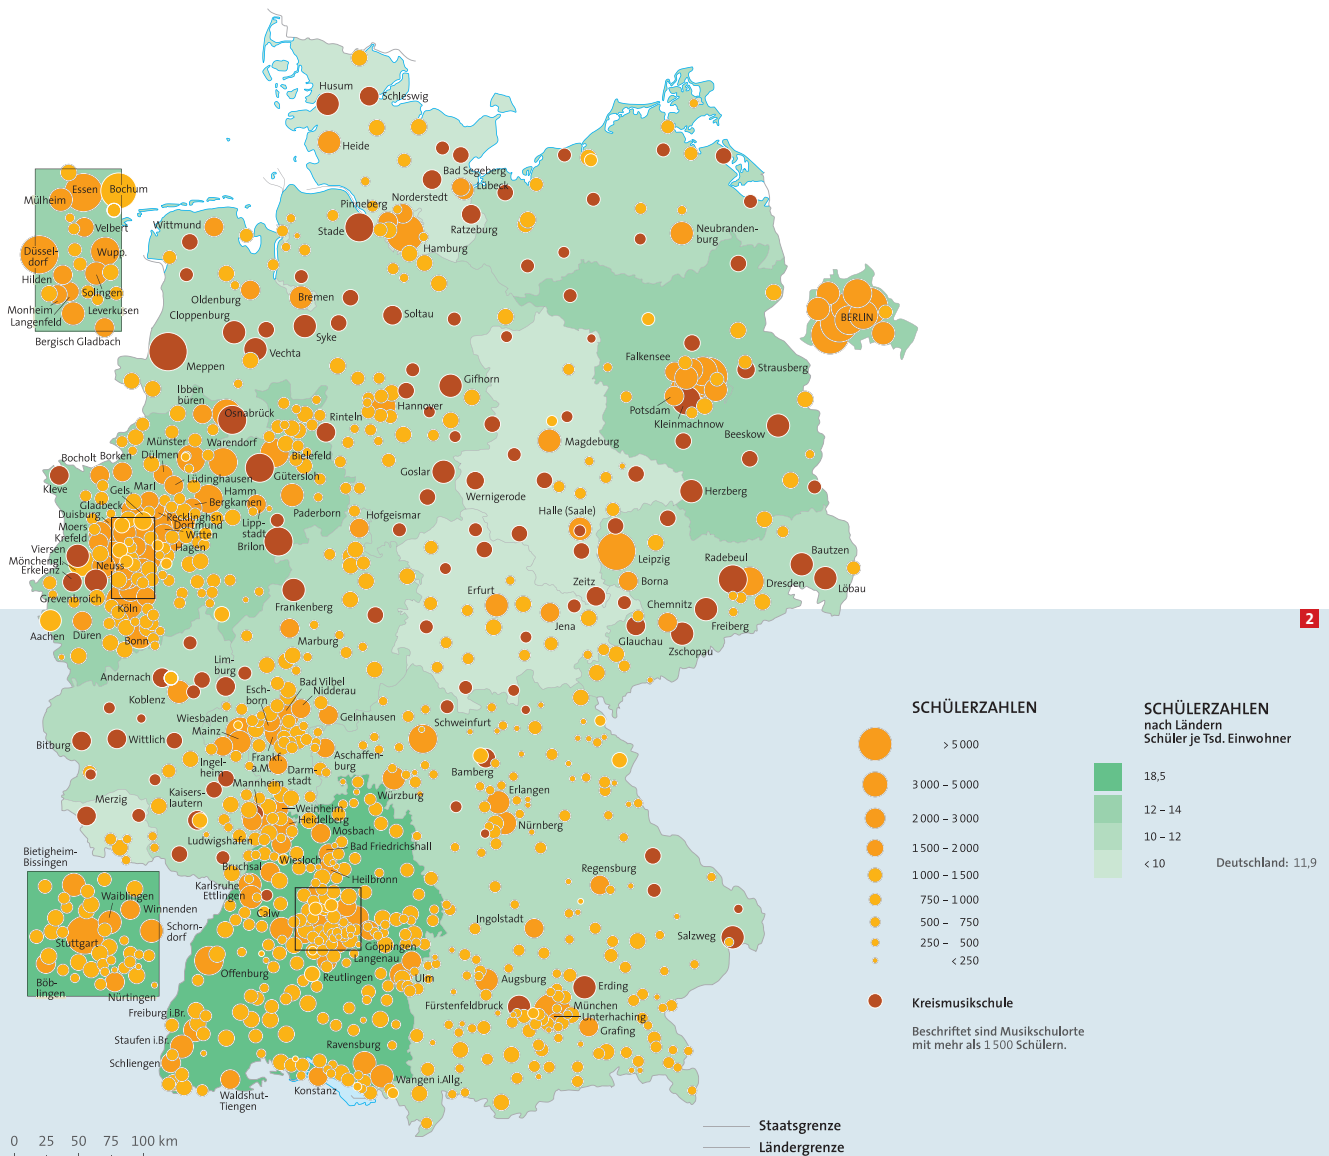 Husum
Schleswig
Heide
Bad Segeberg
Lübeck
Pinneberg
Norderstedt
Stade
Ratzeburg
Hamburg
Neubranden-
burg
Essen
Bochum
Mülheim
Velbert
Düssel-
dorf
Wupp.
Hilden
Solingen
Monheim
Langenfeld
Leverkusen
Bergisch Gladbach
Wittmund
Oldenburg
Bremen
Cloppenburg
Soltau
Syke
Vechta
Meppen
BERLIN
Falkensee
Strausberg
Potsdam
Kleinmachnow
Beeskow
Gifhorn
Ibben
büren
Osnabrück
Rinteln
Hannover
Magdeburg
Münster
Warendorf
Bielefeld
Bocholt
Borken
Dülmen
Goslar
Kleve
Marl
Lüdinghausen
Gütersloh
Wernigerode
Herzberg
Gels.
Hamm
Gladbeck
Bergkamen
Paderborn
Hofgeismar
Halle (Saale)
Duisburg
Recklinghsn.
Dortmund
Moers
Witten
Lipp-
stadt
Krefeld
Hagen
Brilon
Leipzig
Radebeul
Bautzen
Viersen
Mönchengl.
Neuss
Erkelenz
Zeitz
Borna
Dresden
Löbau
Grevenbroich
Frankenberg
Erfurt
Chemnitz
Köln
Jena
Freiberg
Aachen
Düren
Bonn
Marburg
Glauchau
Zschopau
Lim-
burg
Andernach
Koblenz
Esch-
born
Bad Vilbel
Nidderau
Wiesbaden
Gelnhausen
Schweinfurt
Mainz
Bitburg
Wittlich
Frankf.
a.M.
Aschaffen-
burg
Ingel-
heim
Darm-
stadt
Bamberg
Mannheim
Kaisers-
lautern
Würzburg
Erlangen
Merzig
Weinheim
Heidelberg
Nürnberg
Mosbach
Ludwigshafen
Bad Friedrichshall
Bietigheim-
Bissingen
Wiesloch
Bruchsal
Regensburg
Heilbronn
Karlsruhe
Ettlingen
Waiblingen
Winnenden
Calw
Ingolstadt
Schorn-
dorf
Salzweg
Stuttgart
Göppingen
Langenau
Offenburg
Reutlingen
Ulm
Augsburg
Böb-
lingen
Nürtingen
Erding
Fürstenfeldbruck
München
Unterhaching
Freiburg i.Br.
Grafing
Staufen i.Br.
Ravensburg
Schliengen
Wangen i.Allg.
Konstanz
Waldshut-
Tiengen
2
SCHÜLERZAHLEN
> 5 000
3 000 – 5 000
2 000 – 3 000
1 500 – 2 000
1 000 – 1 500
750 – 1 000
500 – 750
250 – 500
< 250
Kreismusikschule
Beschriftet sind Musikschulorte
mit mehr als 1 500 Schülern.
SCHÜLERZAHLEN
nach Ländern
Schüler je Tsd. Einwohner
18,5
12 – 14
10 – 12
< 10
Deutschland: 11,9
Staatsgrenze
Ländergrenze
0 25 50 75 100 km